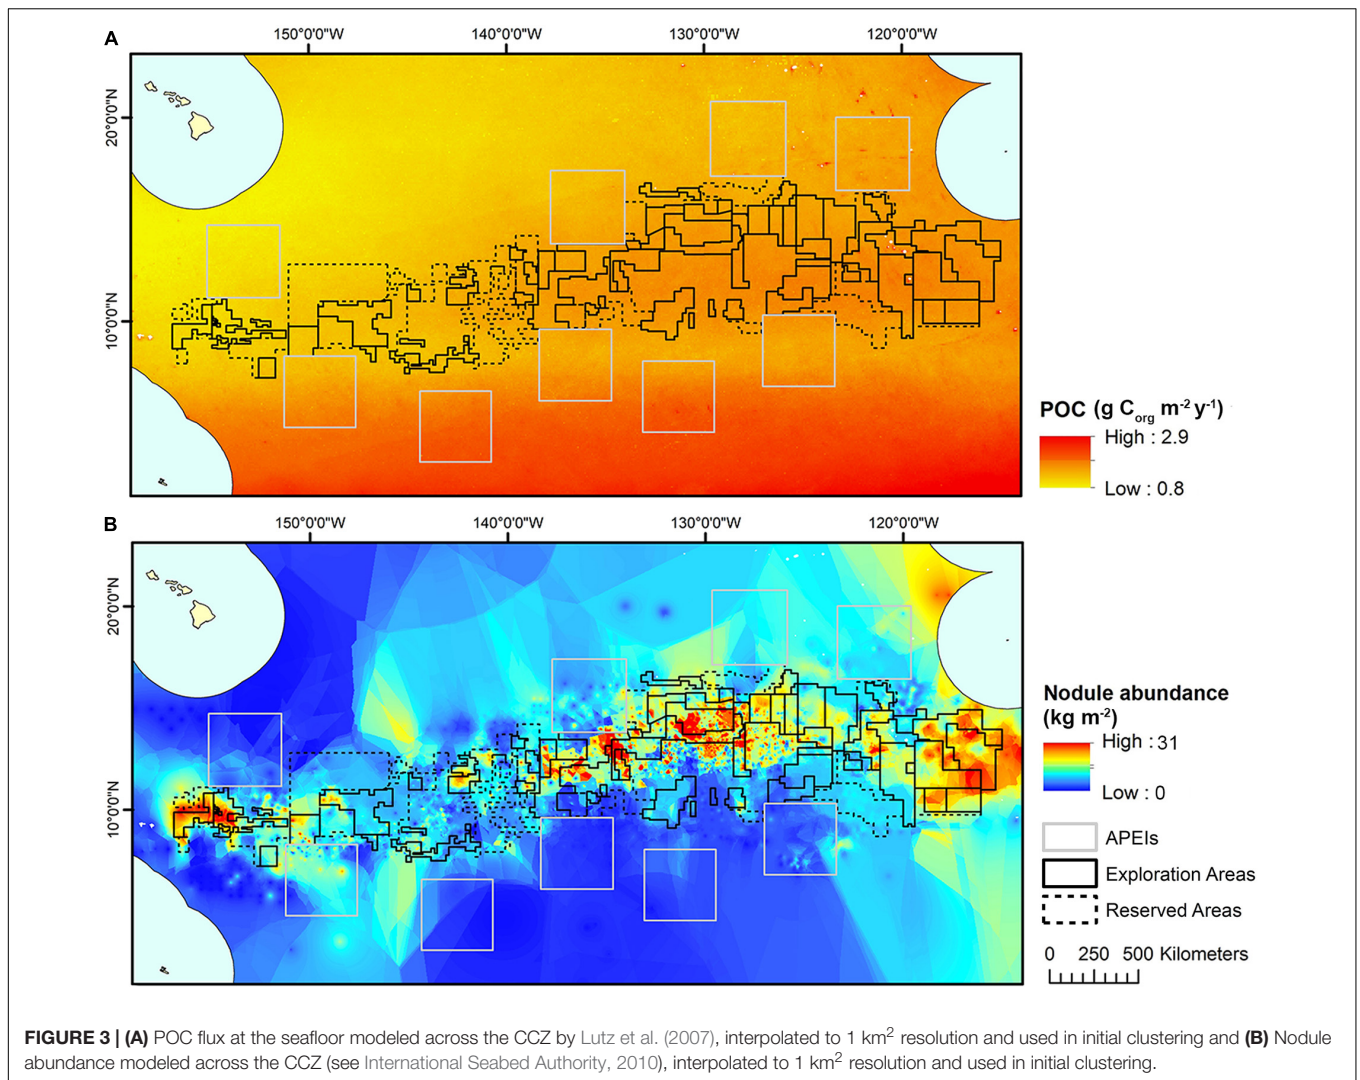 A
150°0'0"W 140°0'0"W 130°0'0"W 120°0'0"W
20°0'0"N
10°0'0"N
POC (g Corg m-2 y-1)
High : 2.9
Low : 0.8
B
150°0'0"W 140°0'0"W 130°0'0"W 120°0'0"W
20°0'0"N
10°0'0"N
Nodule abundance
(kg m-2)
High : 31
Low : 0
APEIs
Exploration Areas
Reserved Areas
0 250 500 Kilometers
FIGURE 3 | (A) POC flux at the seafloor modeled across the CCZ by Lutz et al. (2007), interpolated to 1 km2 resolution and used in initial clustering and (B) Nodule
abundance modeled across the CCZ (see International Seabed Authority, 2010), interpolated to 1 km2 resolution and used in initial clustering.